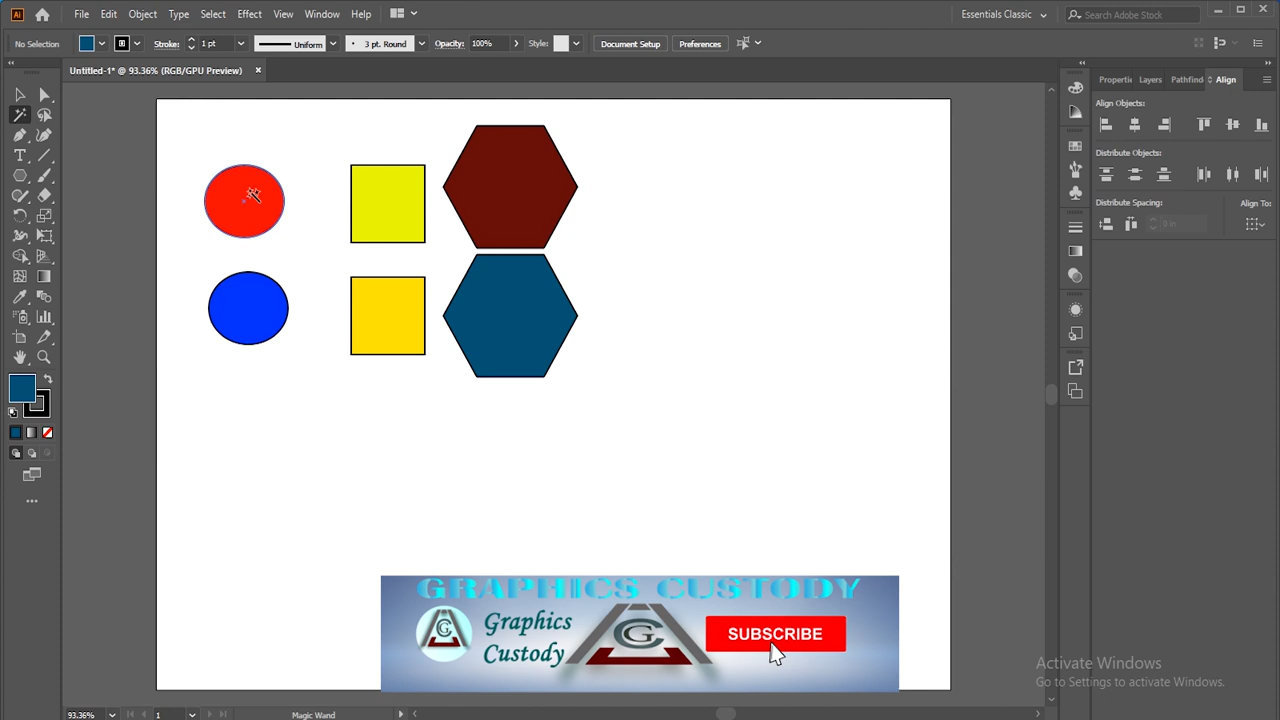 Ai File Edit Object Type Select Effect View Window Help Essentials Classic Search Adobe Stock
No Selection Stroke: 1 pt Uniform 3 pt. Round Opacity: 100% Style: Document Setup Preferences
Untitled-1* @ 93.36% (RGB/GPU Preview) ×
Properti Layers Pathfind Align
Align Objects:
Distribute Objects:
Distribute Spacing: Align To:
0 in
GRAPHICS CUSTODY
Graphics
Custody
SUBSCRIBE
Activate Windows
Go to Settings to activate Windows.
93.36% 1 Magic Wand